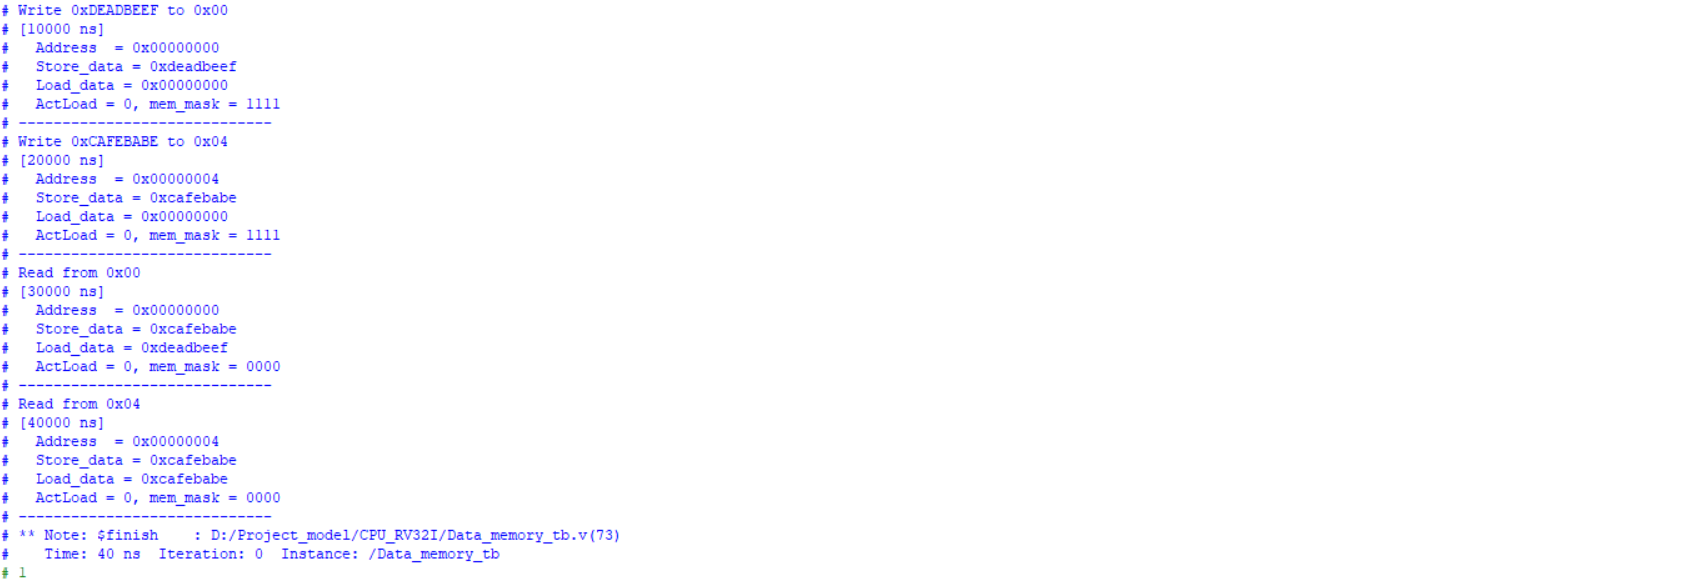 # Write 0xDEADBEEF to 0x00
# [10000 ns]
#   Address  = 0x00000000
#   Store_data = 0xdeadbeef
#   Load_data = 0x00000000
#   ActLoad = 0, mem_mask = 1111
# -----------------------------
# Write 0xCAFEBABE to 0x04
# [20000 ns]
#   Address  = 0x00000004
#   Store_data = 0xcafebabe
#   Load_data = 0x00000000
#   ActLoad = 0, mem_mask = 1111
# -----------------------------
# Read from 0x00
# [30000 ns]
#   Address  = 0x00000000
#   Store_data = 0xcafebabe
#   Load_data = 0xdeadbeef
#   ActLoad = 0, mem_mask = 0000
# -----------------------------
# Read from 0x04
# [40000 ns]
#   Address  = 0x00000004
#   Store_data = 0xcafebabe
#   Load_data = 0xcafebabe
#   ActLoad = 0, mem_mask = 0000
# -----------------------------
# ** Note: $finish    : D:/Project_model/CPU_RV32I/Data_memory_tb.v(73)
#    Time: 40 ns  Iteration: 0  Instance: /Data_memory_tb
# 1